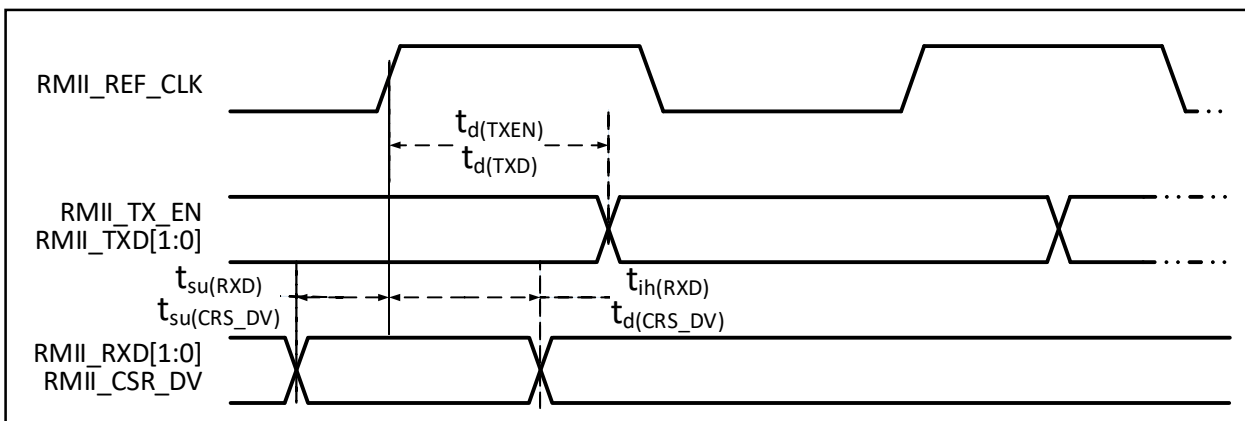 RMII_REF_CLK
t_d(TXEN)
t_d(TXD)
RMII_TX_EN
RMII_TXD[1:0]
t_su(RXD) t_ih(RXD)
t_su(CRS_DV) t_d(CRS_DV)
RMII_RXD[1:0]
RMII_CSR_DV